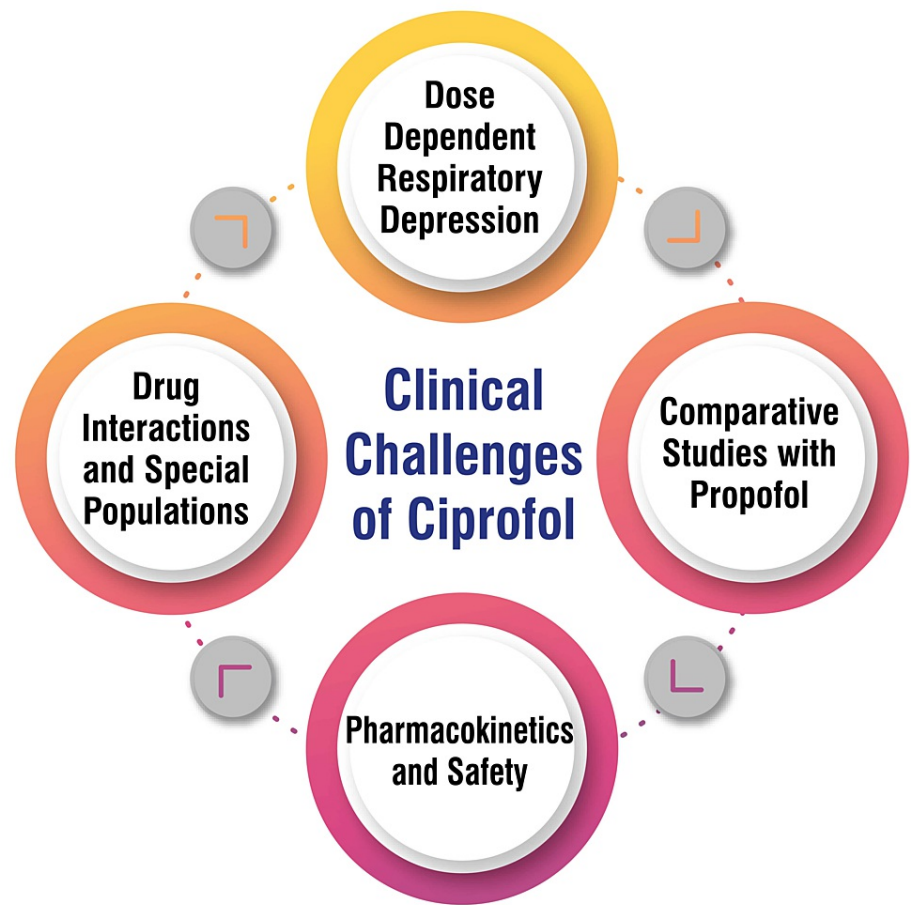 Dose
Dependent
Respiratory
Depression
Drug
Interactions
and Special
Populations
Clinical
Challenges
of Ciprofol
Comparative
Studies with
Propofol
Pharmacokinetics
and Safety